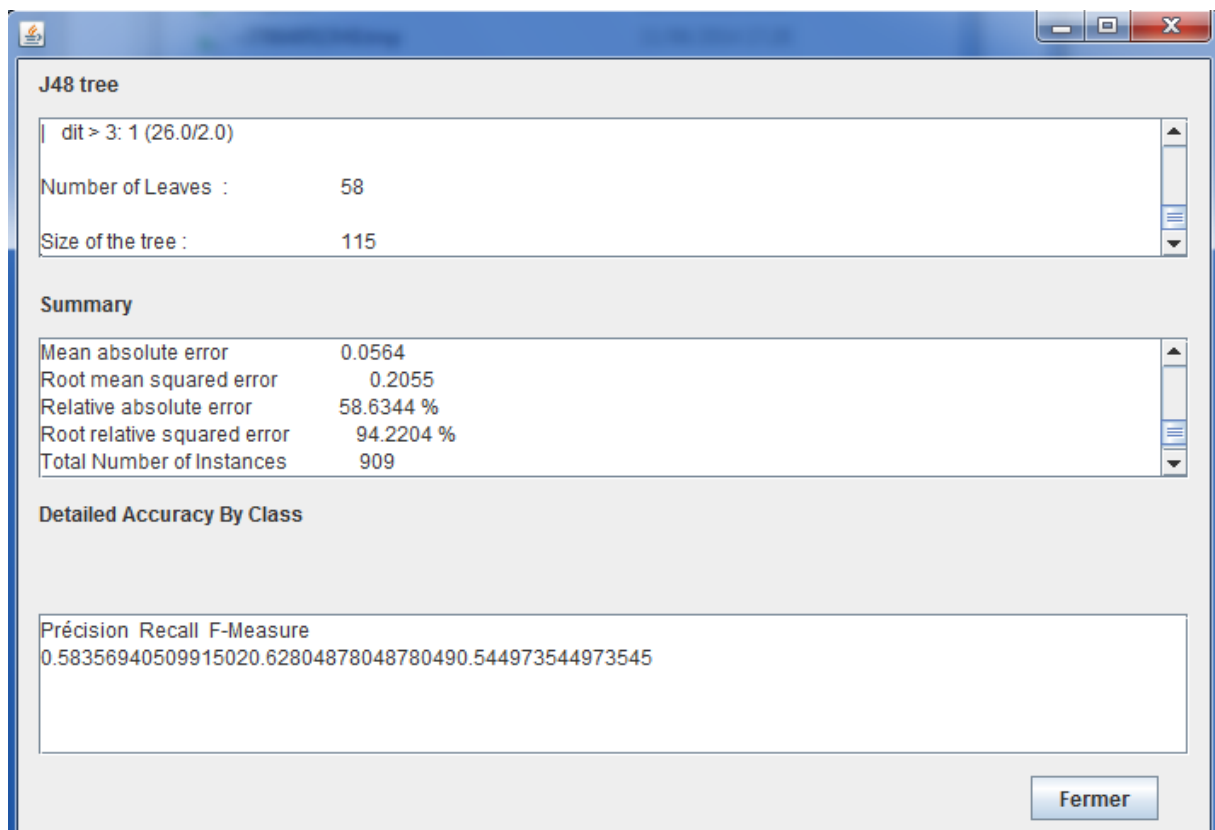 J48 tree
| dit > 3: 1 (26.0/2.0)
Number of Leaves : 58
Size of the tree : 115
Summary
Mean absolute error 0.0564
Root mean squared error 0.2055
Relative absolute error 58.6344 %
Root relative squared error 94.2204 %
Total Number of Instances 909
Detailed Accuracy By Class
Précision Recall F-Measure
0.58356940509915020.62804878048780490.544973544973545
Fermer